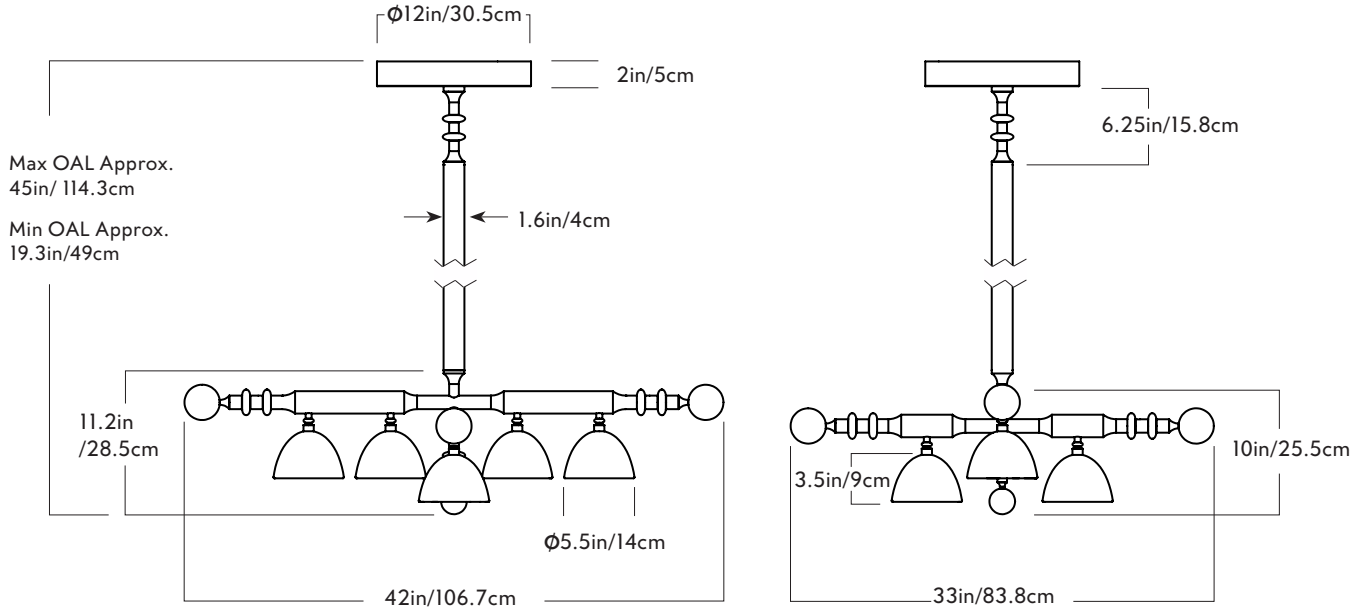 ϕ12in/30.5cm
2in/5cm
6.25in/15.8cm
Max OAL Approx.
45in/ 114.3cm
1.6in/4cm
Min OAL Approx.
19.3in/49cm
11.2in
/28.5cm
10in/25.5cm
3.5in/9cm
ϕ5.5in/14cm
42in/106.7cm
33in/83.8cm